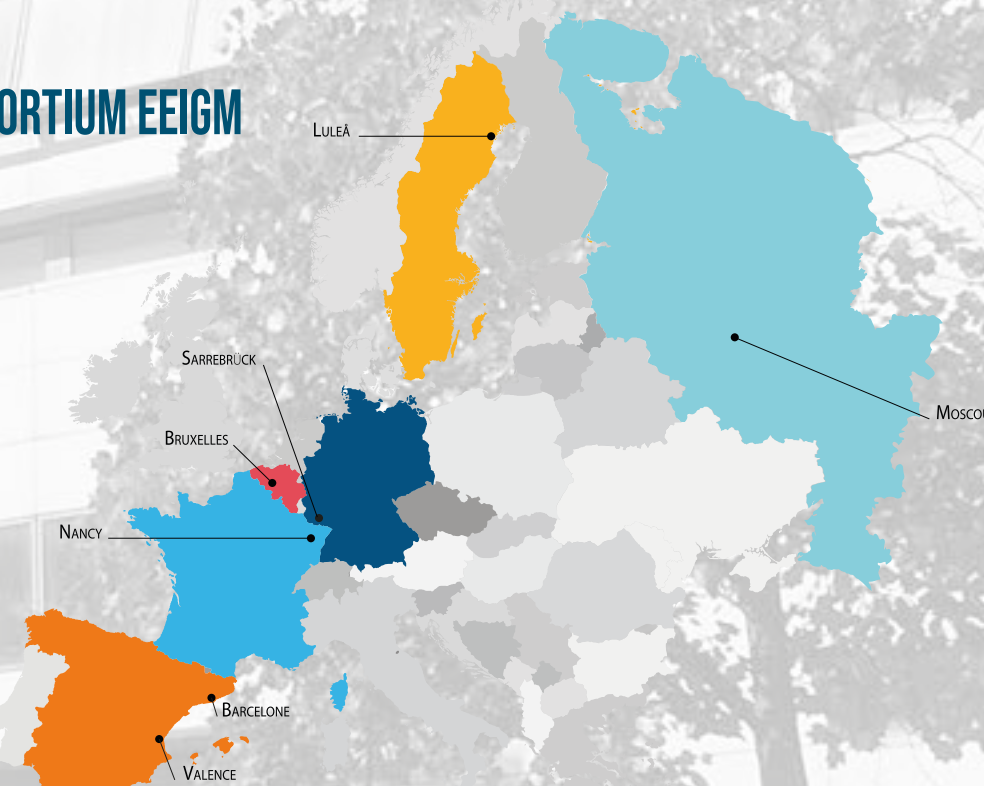 ORTIUM EEIGM
Luleå
Sarrebrück
Bruxelles
Nancy
Moscou
Barcelone
Valence